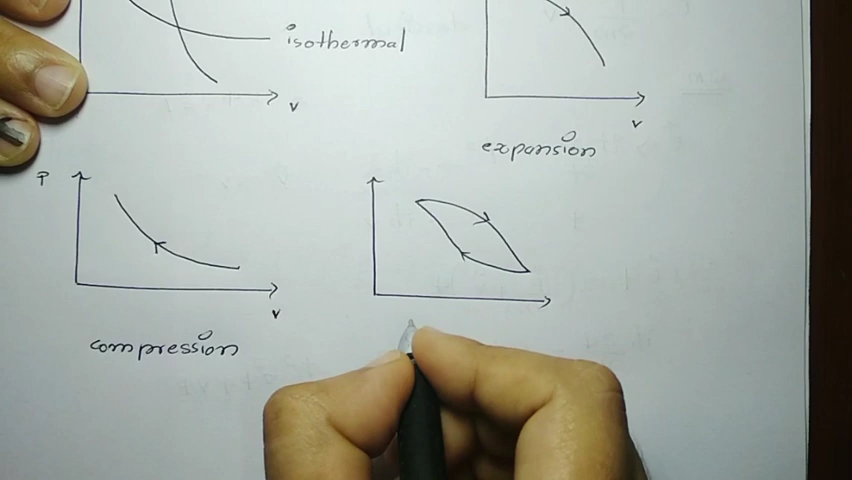 isothermal
v
v
expansion
P
v
compression